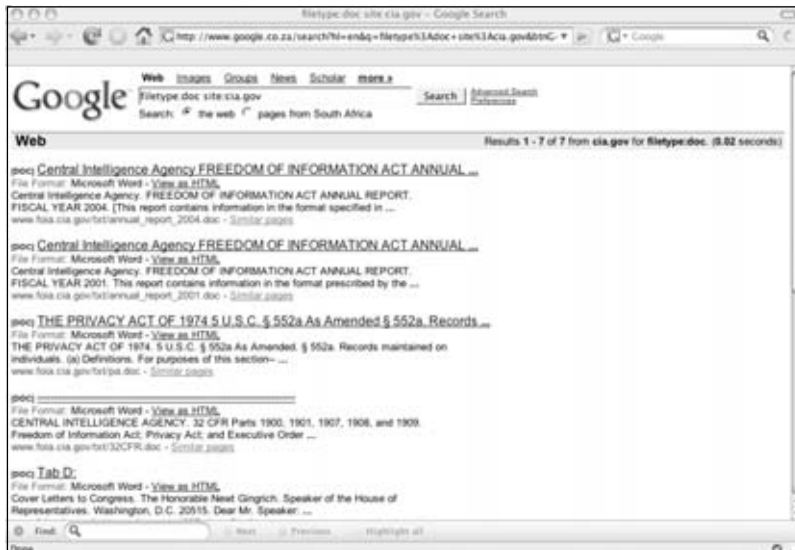 filetype:doc site:cia.gov - Google Search
http://www.google.co.za/search?hl=en&q=filetype%3Adoc+site%3Acia.gov&btnG-
Google
Web Images Groups News Scholar more »
Google
filetype:doc site:cia.gov
Search
Advanced Search
Preferences
Search: the web pages from South Africa
Web
Results 1 - 7 of 7 from cia.gov for filetype:doc. (0.02 seconds)
[DOC] Central Intelligence Agency FREEDOM OF INFORMATION ACT ANNUAL ...
File Format: Microsoft Word - View as HTML
Central Intelligence Agency. FREEDOM OF INFORMATION ACT ANNUAL REPORT.
FISCAL YEAR 2004. [This report contains information in the format specified in ...
www.foia.cia.gov/txt/annual_report_2004.doc - Similar pages
[DOC] Central Intelligence Agency FREEDOM OF INFORMATION ACT ANNUAL ...
File Format: Microsoft Word - View as HTML
Central Intelligence Agency. FREEDOM OF INFORMATION ACT ANNUAL REPORT.
FISCAL YEAR 2001. This report contains information in the format prescribed by the ...
www.foia.cia.gov/txt/annual_report_2001.doc - Similar pages
[DOC] THE PRIVACY ACT OF 1974 5 U.S.C. § 552a As Amended § 552a. Records ...
File Format: Microsoft Word - View as HTML
THE PRIVACY ACT OF 1974. 5 U.S.C. § 552a As Amended. § 552a. Records maintained on
individuals. (a) Definitions. For purposes of this section-- ...
www.foia.cia.gov/txt/pa.doc - Similar pages
[DOC]
File Format: Microsoft Word - View as HTML
CENTRAL INTELLIGENCE AGENCY. 32 CFR Parts 1900, 1901, 1907, 1908, and 1909.
Freedom of Information Act; Privacy Act; and Executive Order ...
www.foia.cia.gov/txt/32CFR.doc - Similar pages
[DOC] Tab D:
File Format: Microsoft Word - View as HTML
Cover Letters to Congress. The Honorable Newt Gingrich. Speaker of the House of
Representatives. Washington, D.C. 20515. Dear Mr. Speaker: ...
Find: Next Previous Highlight all
Done